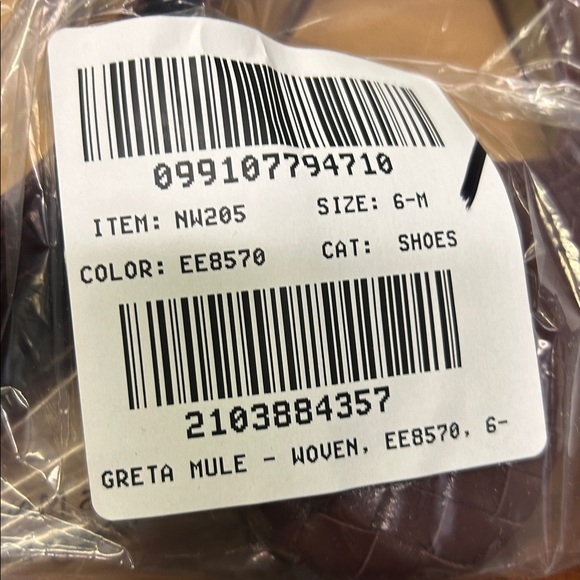 099107794710
ITEM: NW205 SIZE: 6-M
COLOR: EE8570 CAT: SHOES
2103884357
GRETA MULE - WOVEN, EE8570, 6-